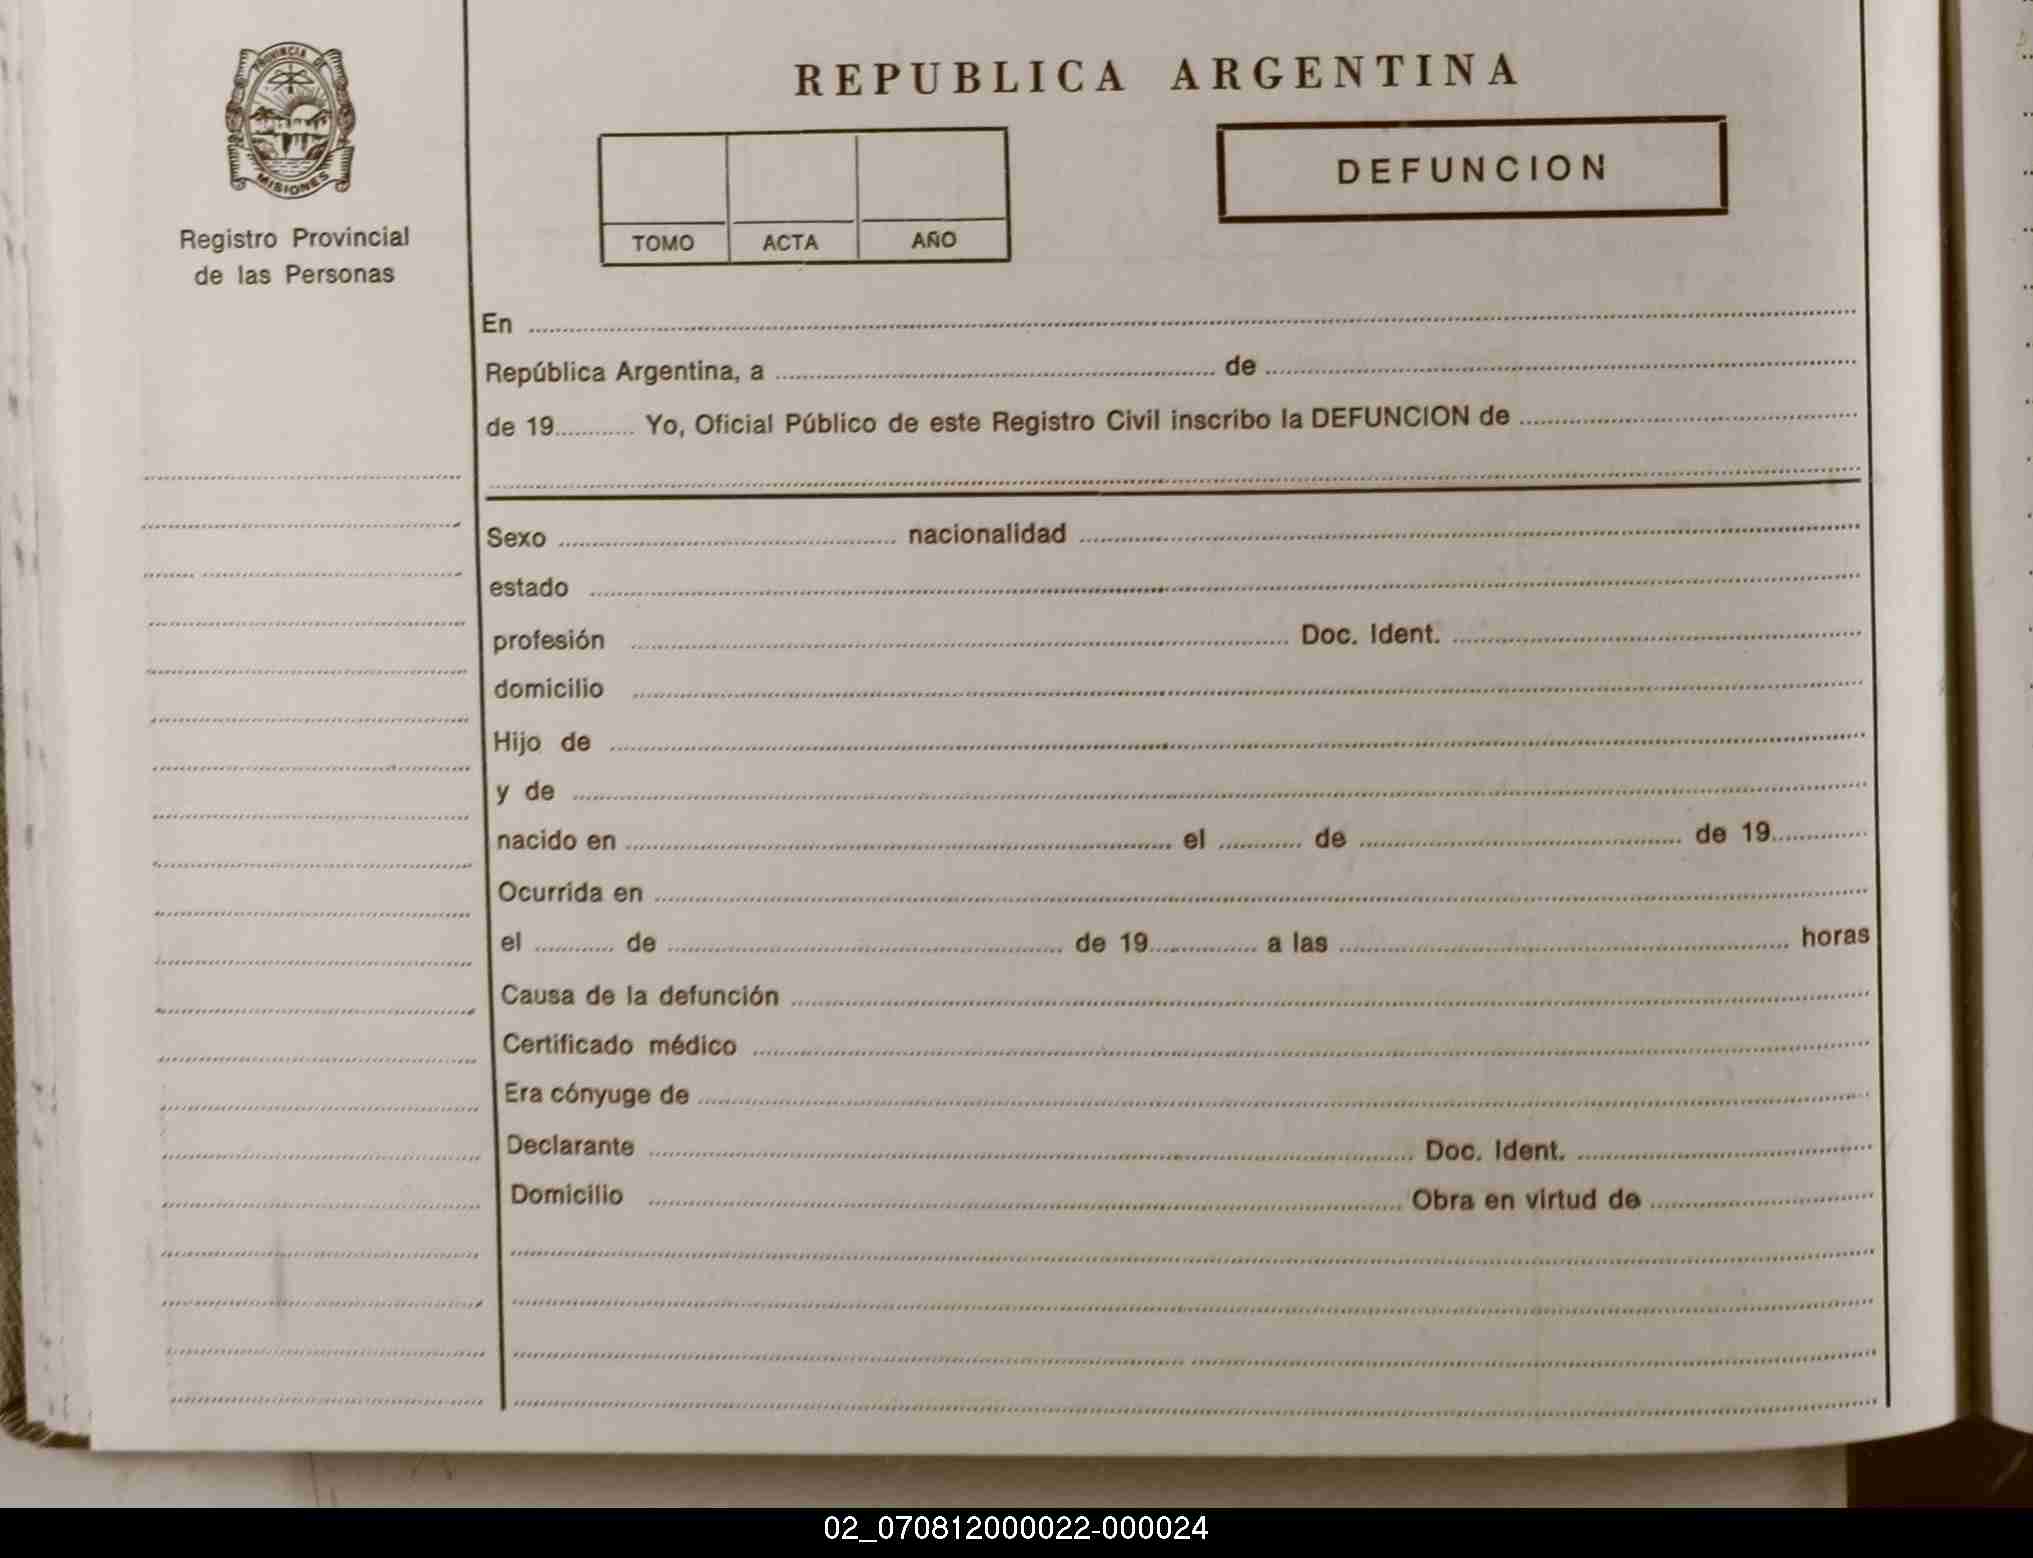 PROVINCIA DE
MISIONES
Registro Provincial
de las Personas
REPUBLICA ARGENTINA
TOMO ACTA AÑO
DEFUNCION
En
República Argentina, a de
de 19 Yo, Oficial Público de este Registro Civil inscribo la DEFUNCION de
Sexo nacionalidad
estado
profesión Doc. Ident.
domicilio
Hijo de
y de
nacido en el de de 19
Ocurrida en
el de de 19 a las horas
Causa de la defunción
Certificado médico
Era cónyuge de
Declarante Doc. Ident.
Domicilio Obra en virtud de
02_070812000022-000024